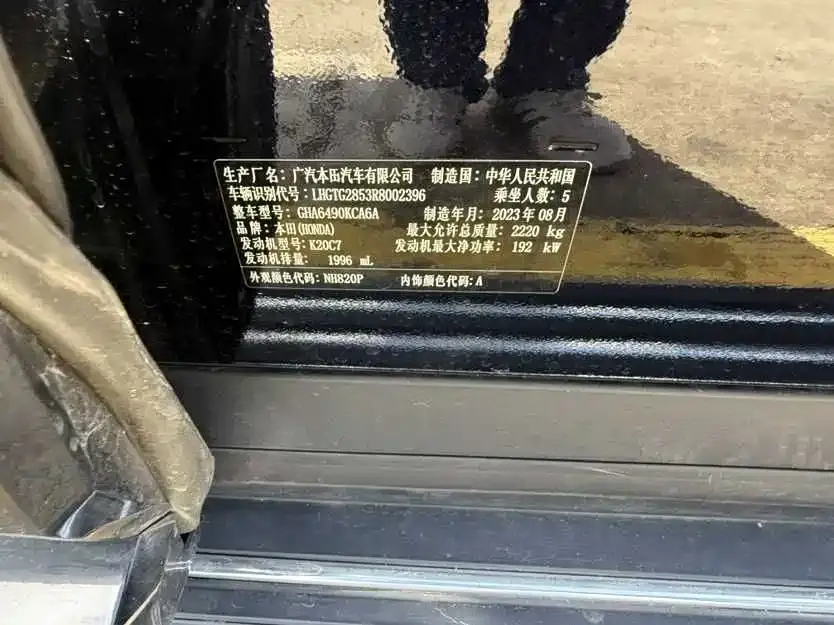 生产厂名：广汽本田汽车有限公司 制造国：中华人民共和国
车辆识别代号：LHGTG2853R8002396 乘坐人数：5
整车型号：GHA6490KCA6A 制造年月：2023年08月
品牌：本田(HONDA) 最大允许总质量：2220 kg
发动机型号：K20C7 发动机最大净功率：192 kW
发动机排量：1996 mL
外观颜色代码：NH820P 内饰颜色代码：A